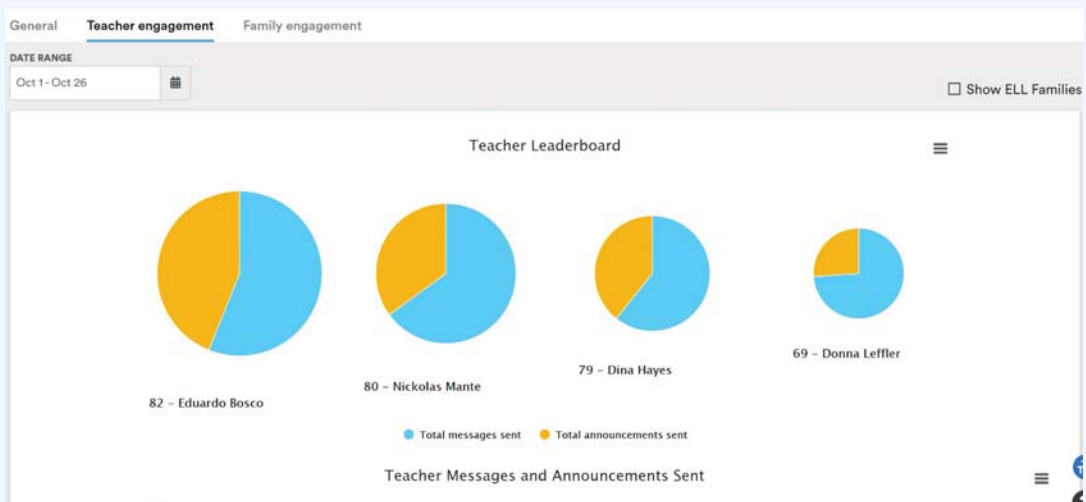 General Teacher engagement Family engagement
DATE RANGE
Oct 1 - Oct 26
Show ELL Families
Teacher Leaderboard
69 – Donna Leffler
79 – Dina Hayes
80 – Nickolas Mante
82 – Eduardo Bosco
Total messages sent Total announcements sent
Teacher Messages and Announcements Sent